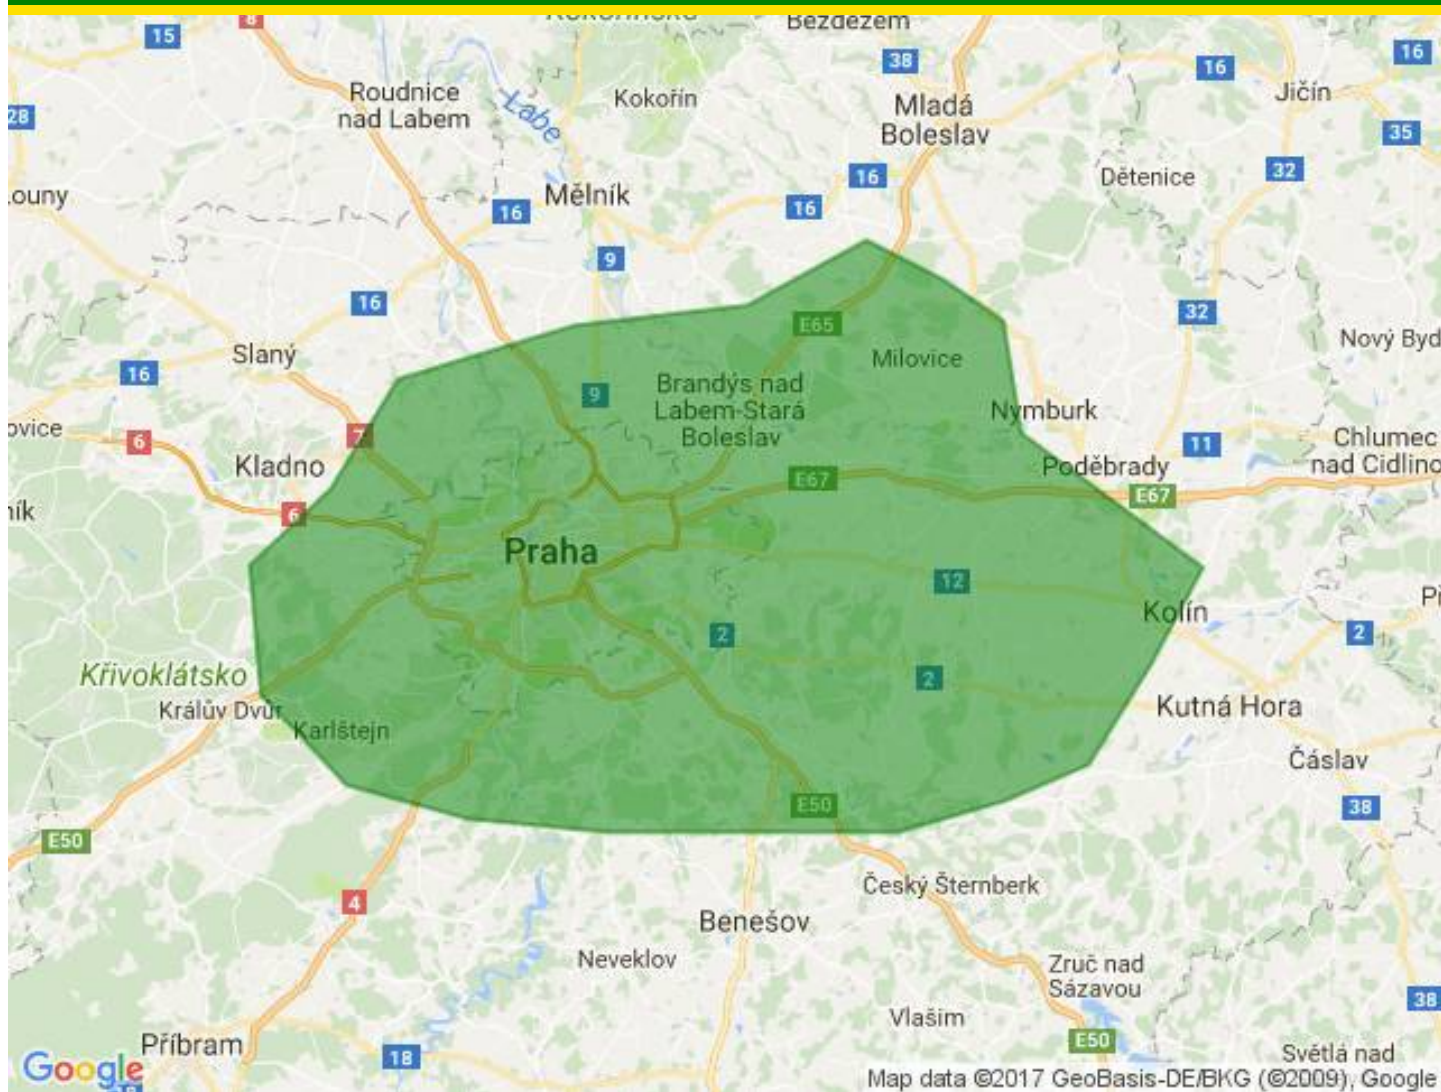 Bezdězem
8
15
38
16
16
Roudnice
nad Labem
Labe
Kokořín
Mladá
Boleslav
Jičín
28
35
Mělník
16
16
16
Dětenice
32
9
16
E65
32
Slaný
16
Milovice
Nový Byd
Brandýs nad
Labem-Stará
Boleslav
9
Nymburk
7
6
Kladno
11
Chlumec
nad Cidlino
Poděbrady
E67
E67
6
Praha
12
Kolín
2
2
2
Křivoklátsko
Králův Dvůr
Karlštejn
Kutná Hora
Čáslav
E50
38
E50
4
Český Šternberk
Benešov
Neveklov
Zruč nad
Sázavou
38
Vlašim
E50
Příbram
18
Světlá nad
Google
Map data ©2017 GeoBasis-DE/BKG (©2009), Google